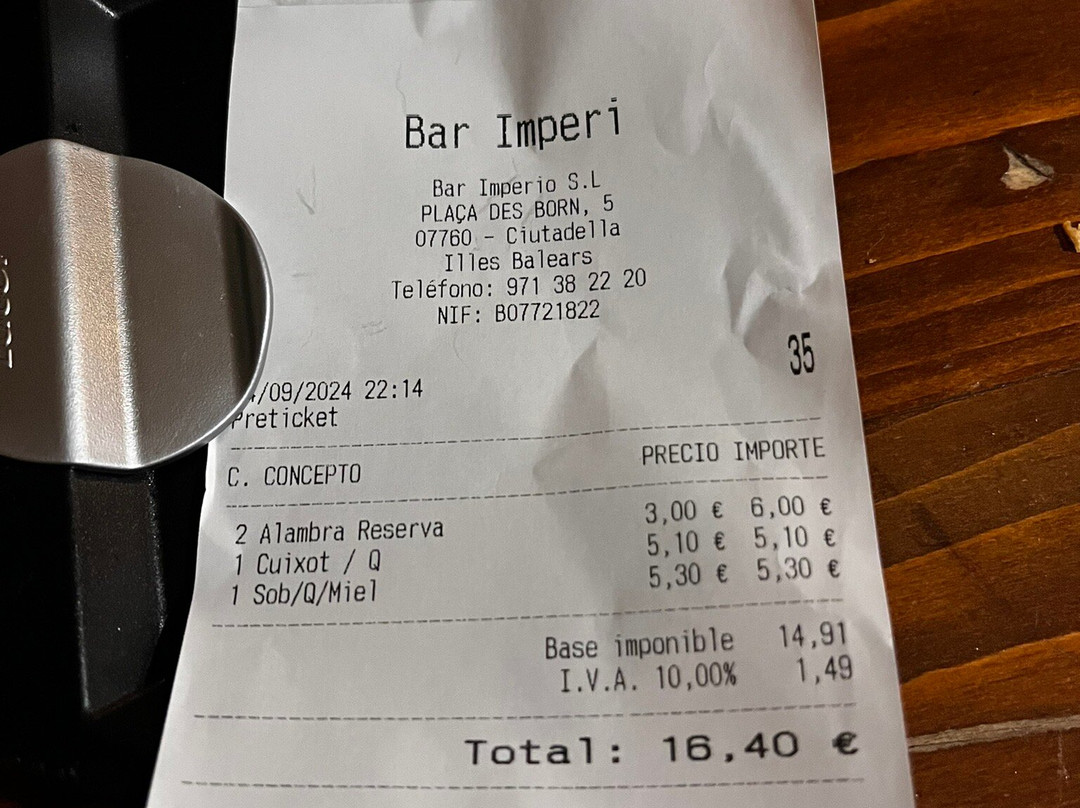 Bar Imperi
Bar Imperio S.L
PLAÇA DES BORN, 5
07760 - Ciutadella
Illes Balears
Teléfono: 971 38 22 20
NIF: B07721822
35
/09/2024 22:14
Preticket
C. CONCEPTO PRECIO IMPORTE
2 Alambra Reserva 3,00 € 6,00 €
1 Cuixot / Q 5,10 € 5,10 €
1 Sob/Q/Miel 5,30 € 5,30 €
Base imponible 14,91
I.V.A. 10,00% 1,49
Total: 16,40 €